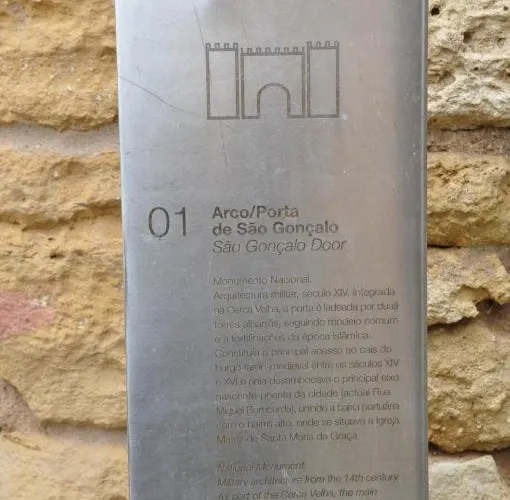 01
Arco/Porta
de São Gonçalo
São Gonçalo Door
Monumento Nacional.
Arquitectura militar, século XIV. Integrada
na Cerca Velha, a porta é ladeada por duas
torres albarrãs, seguindo modelo comum
e a fortificações da época islâmica.
Constituía o principal acesso ao cais do
burgo tardo medieval entre os séculos XIV
e XVI e nela desembocava o principal eixo
nascente-poente da cidade (actual Rua
Miguel Bombarda), unindo a baixa portuária
com o bairro alto, onde se situava a Igreja
Matriz de Santa Maria da Graça.
National Monument.
Military architecture from the 14th century
As part of the Cerca Velha, the main